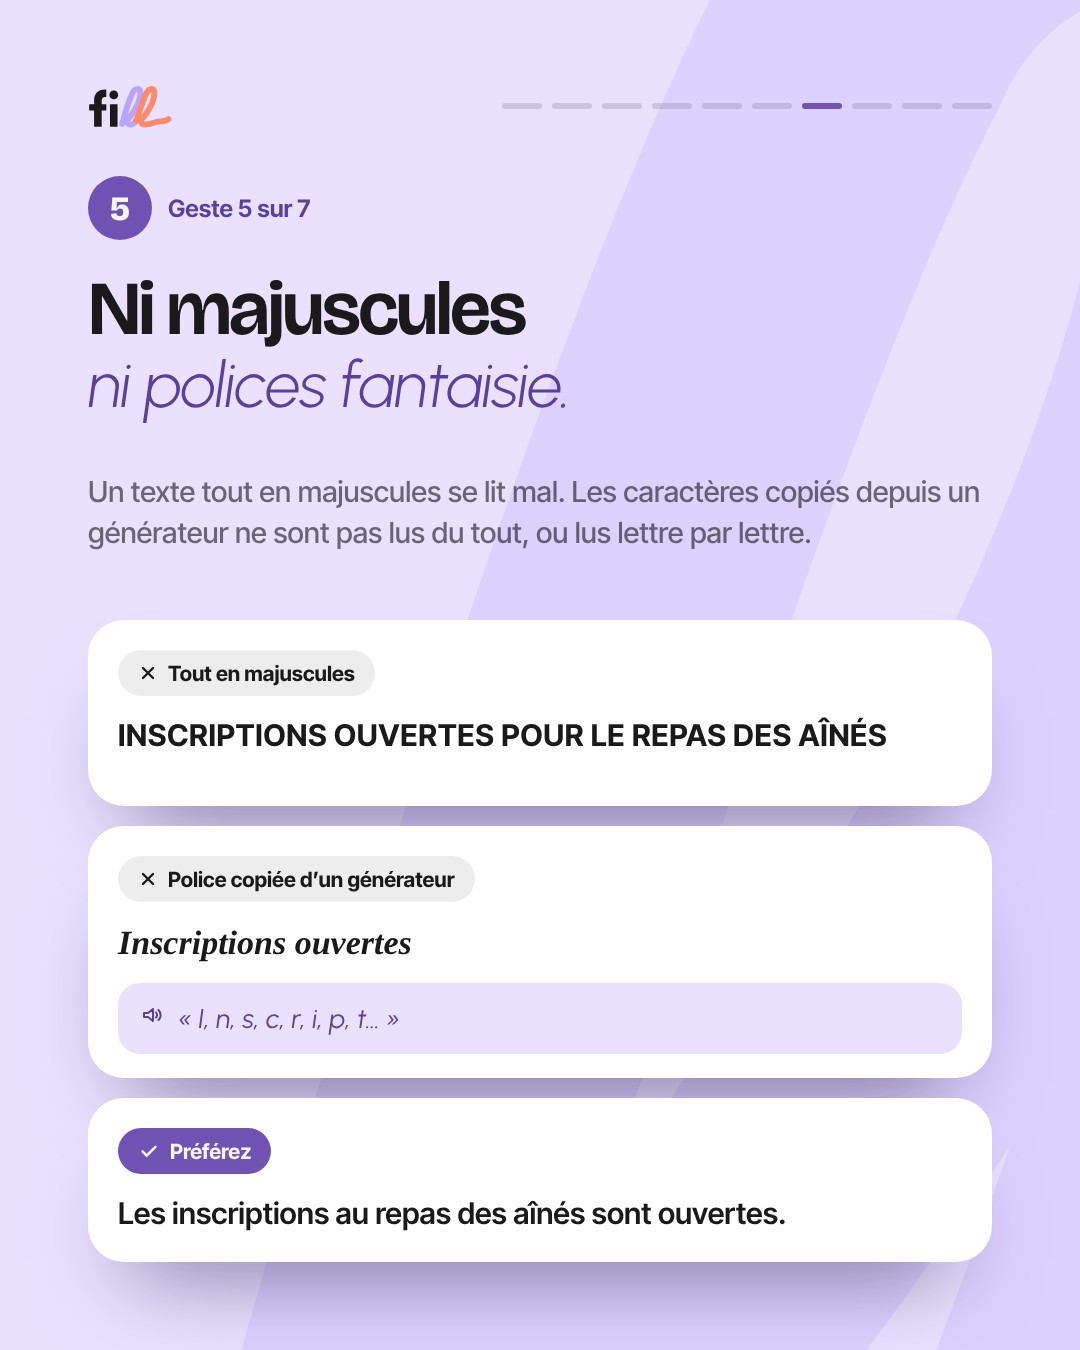 fill
5
Geste 5 sur 7
Ni majuscules
ni polices fantaisie.
Un texte tout en majuscules se lit mal. Les caractères copiés depuis un
générateur ne sont pas lus du tout, ou lus lettre par lettre.
Tout en majuscules
INSCRIPTIONS OUVERTES POUR LE REPAS DES AÎNÉS
Police copiée d’un générateur
Inscriptions ouvertes
« I, n, s, c, r, i, p, t… »
Préférez
Les inscriptions au repas des aînés sont ouvertes.